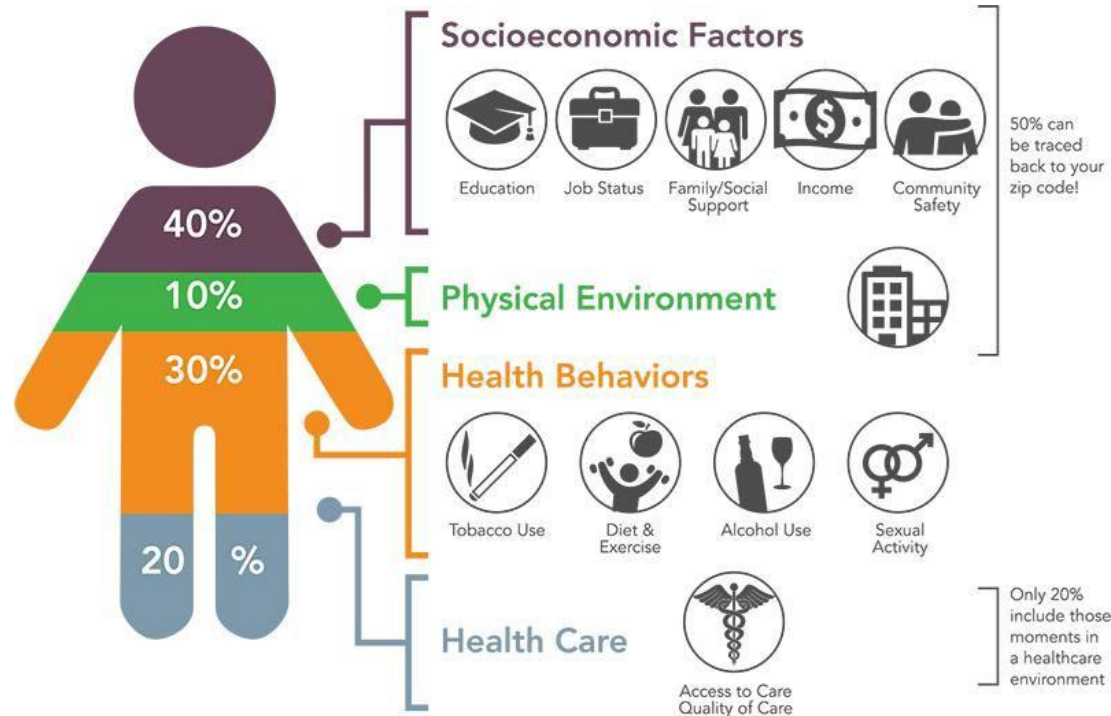 Socioeconomic Factors
Education
Job Status
Family/Social
Support
Income
Community
Safety
50% can
be traced
back to your
zip code!
40%
10%
Physical Environment
30%
Health Behaviors
Tobacco Use
Diet &
Exercise
Alcohol Use
Sexual
Activity
20 %
Health Care
Access to Care
Quality of Care
Only 20%
include those
moments in
a healthcare
environment